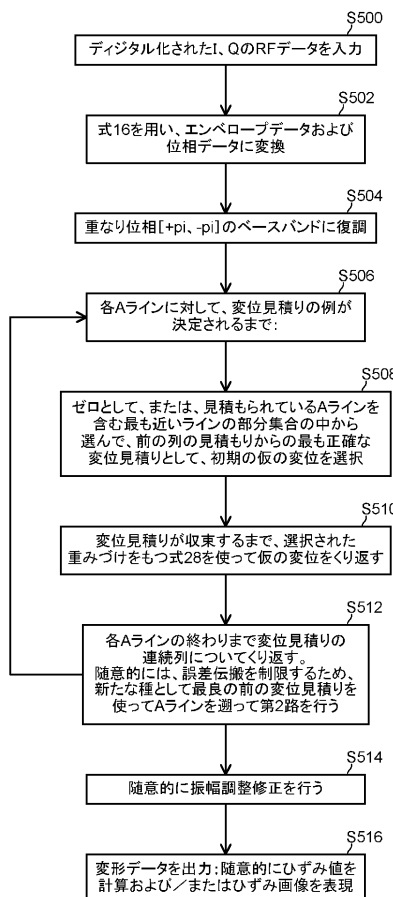 S500
ディジタル化されたI、QのRFデータを入力
S502
式16を用い、エンベロープデータおよび
位相データに変換
S504
重なり位相[+pi、-pi]のベースバンドに復調
S506
各Aラインに対して、変位見積りの例が
決定されるまで:
S508
ゼロとして、または、見積もられているAラインを
含む最も近いラインの部分集合の中から
選んで、前の列の見積もりからの最も正確な
変位見積りとして、初期の仮の変位を選択
S510
変位見積りが収束するまで、選択された
重みづけをもつ式28を使って仮の変位をくり返す
S512
各Aラインの終わりまで変位見積りの
連続列についてくり返す。
随意的には、誤差伝搬を制限するため、
新たな種として最良の前の変位見積りを
使ってAラインを遡って第2路を行う
S514
随意的に振幅調整修正を行う
S516
変形データを出力:随意的にひずみ値を
計算および/またはひずみ画像を表現